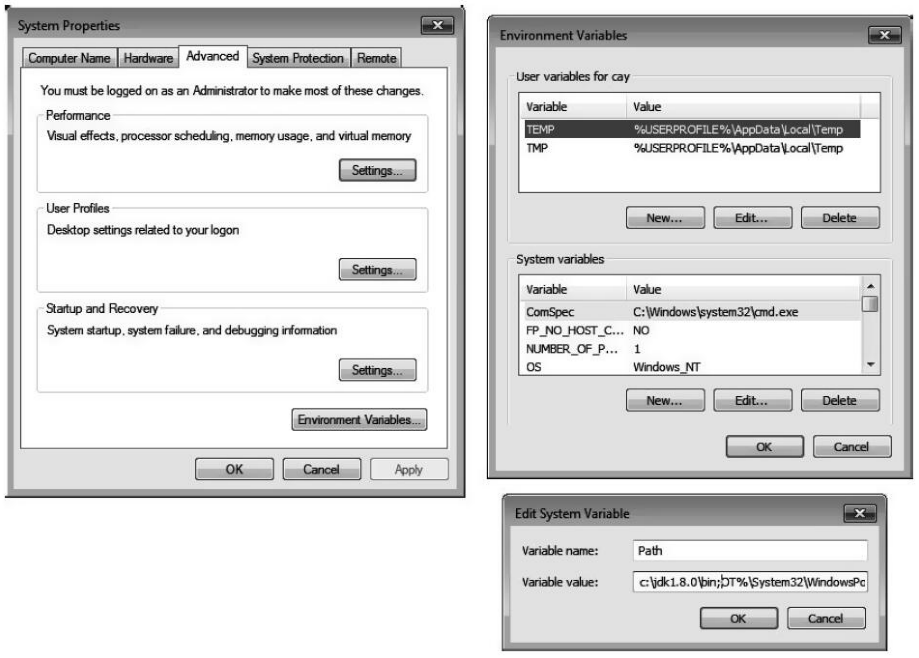 System Properties
Computer Name Hardware Advanced System Protection Remote
You must be logged on as an Administrator to make most of these changes.
Performance
Visual effects, processor scheduling, memory usage, and virtual memory
Settings...
User Profiles
Desktop settings related to your logon
Settings...
Startup and Recovery
System startup, system failure, and debugging information
Settings...
Environment Variables...
OK Cancel Apply
Environment Variables
User variables for cay
Variable Value
TEMP %USERPROFILE%\AppData\Local\Temp
TMP %USERPROFILE%\AppData\Local\Temp
New... Edit... Delete
System variables
Variable Value
ComSpec C:\Windows\system32\cmd.exe
FP_NO_HOST_C... NO
NUMBER_OF_P... 1
OS Windows_NT
New... Edit... Delete
OK Cancel
Edit System Variable
Variable name: Path
Variable value: c:\jdk1.8.0\bin;OT%\System32\WindowsPo
OK Cancel